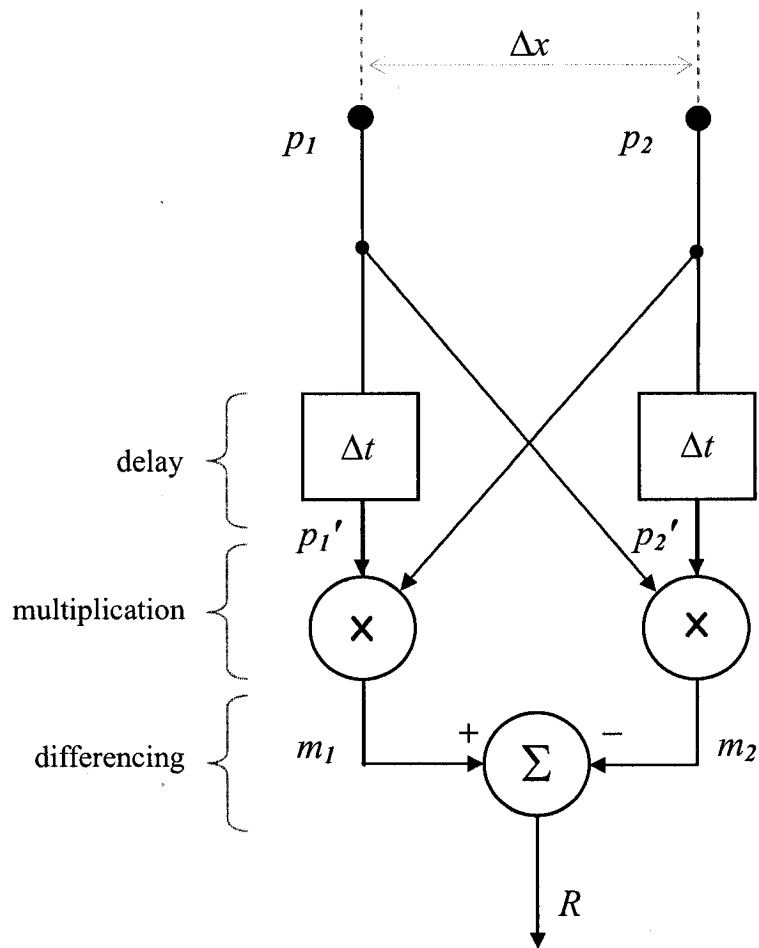 Δx
p₁ p₂
delay Δt Δt
p₁′ p₂′
multiplication × ×
differencing m₁ + Σ − m₂
R